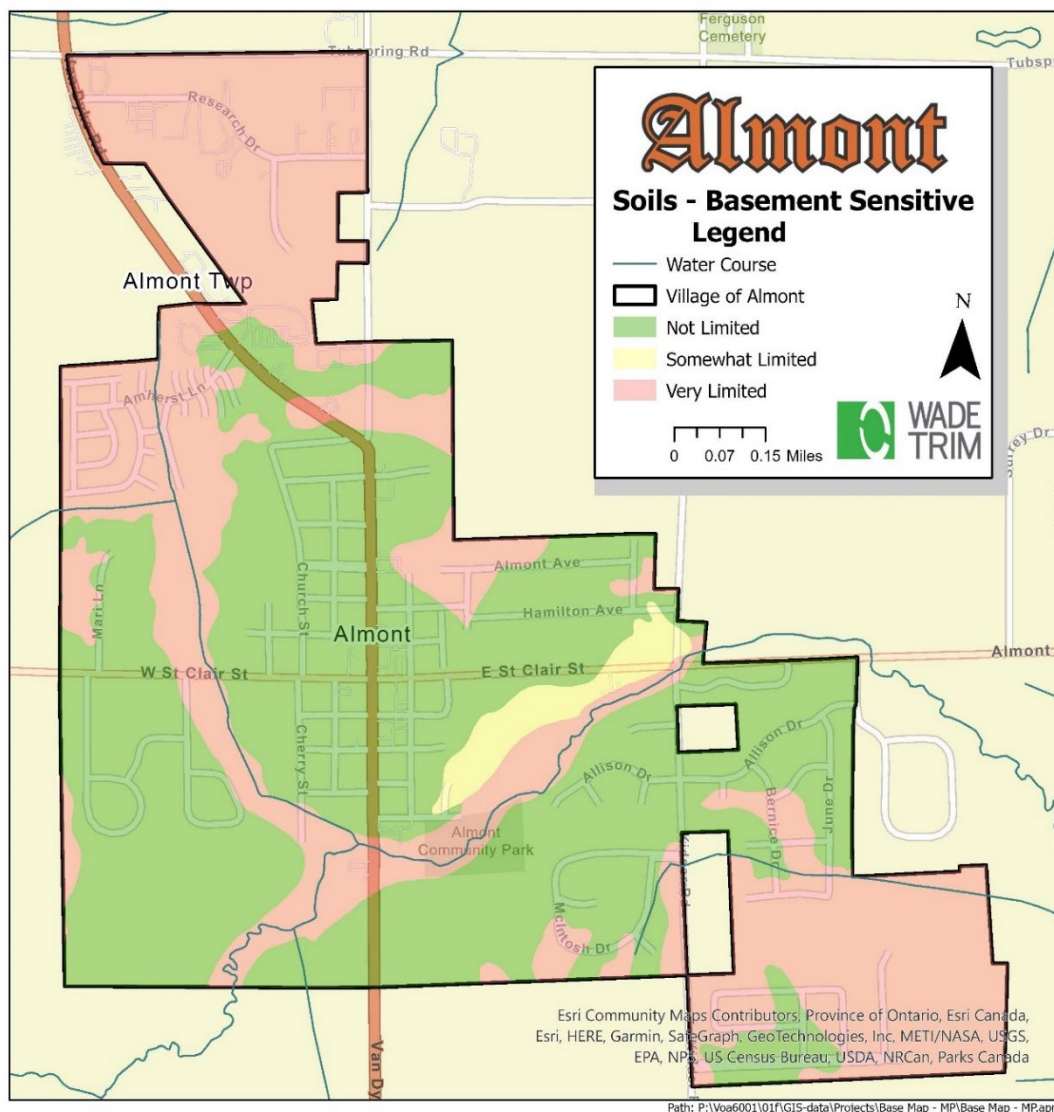 Ferguson
Cemetery
Tubspring Rd
Tubsp
Research Dr
Almont Twp
Almont
Soils - Basement Sensitive
Legend
Water Course
Village of Almont
Not Limited
Somewhat Limited
Very Limited
N
0 0.07 0.15 Miles
WADE
TRIM
Amherst Ln
Mari Ln
Church St
Almont Ave
Hamilton Ave
Almont
W St Clair St
E St Clair St
Almont
Cherry St
Allison Dr
Allison Dr
Bernice Dr
June Dr
Almont
Community Park
McIntosh Dr
Van Dy
Esri Community Maps Contributors, Province of Ontario, Esri Canada,
Esri, HERE, Garmin, SafeGraph, GeoTechnologies, Inc, METI/NASA, USGS,
EPA, NPS, US Census Bureau, USDA, NRCan, Parks Canada
Path: P:\Voa6001\01f\GIS-data\Projects\Base Map - MP\Base Map - MP.apr